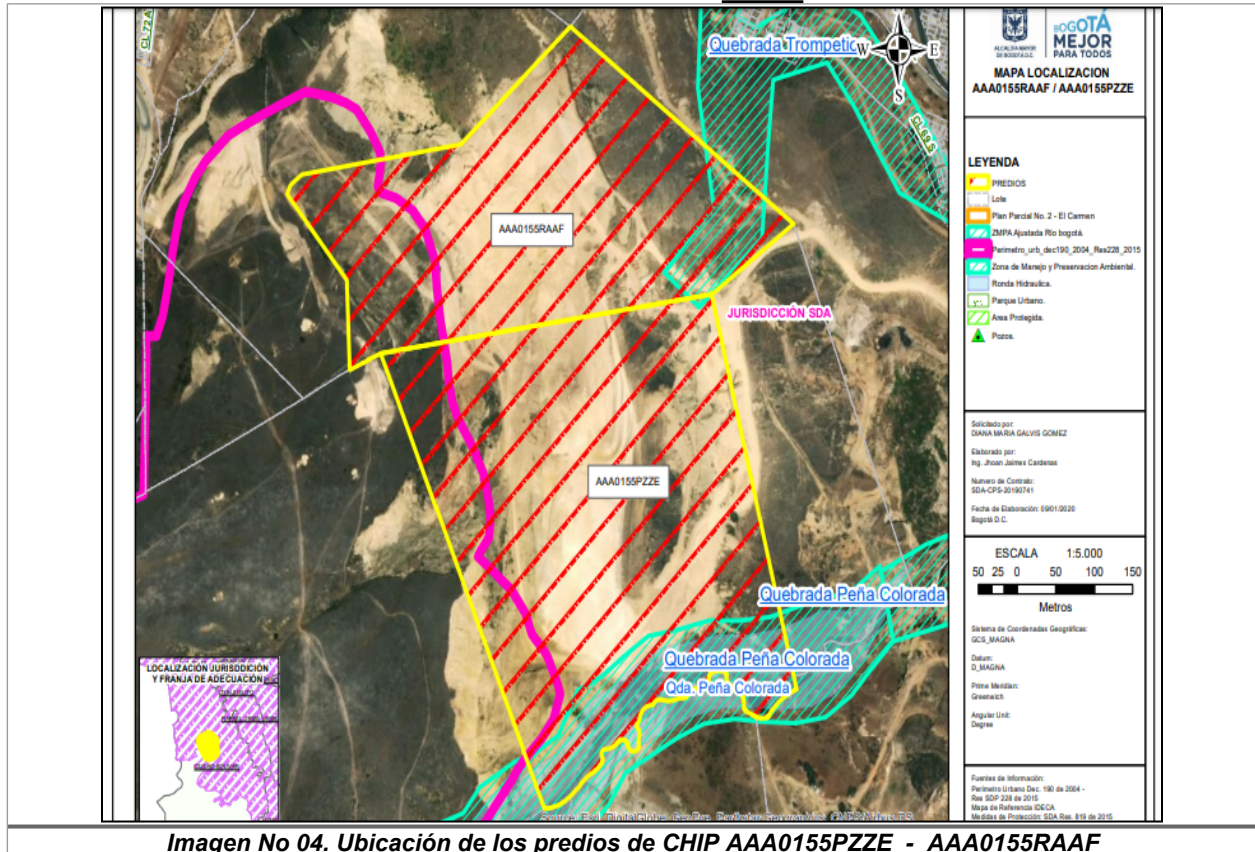 CL 72 A
Quebrada Trompetic
W
E
S
CL 69 S
AAA0155RAAF
JURISDICCIÓN SDA
AAA0155PZZE
Quebrada Peña Colorada
Quebrada Peña Colorada
Qda. Peña Colorada
LOCALIZACIÓN JURISDDICIÓN
Y FRANJA DE ADECUACIÓN
ALCALDÍA MAYOR
DE BOGOTÁ D.C.
BOGOTÁ
MEJOR
PARA TODOS
MAPA LOCALIZACION
AAA0155RAAF / AAA0155PZZE
LEYENDA
PREDIOS
Lote
Plan Parcial No. 2 - El Carmen
ZMPA Ajustada Río bogotá.
Perimetro_urb_dec190_2004_Res228_2015
Zona de Manejo y Preservacion Ambiental.
Ronda Hidraulica.
Parque Urbano.
Area Protegida.
Pozos.
Solicitado por:
DIANA MARIA GALVIS GOMEZ
Elaborado por:
Ing. Jhoan Jaimes Cardenas
Numero de Contrato:
SDA-CPS-20190741
Fecha de Elaboración: 09/01/2020
Bogotá D.C.
ESCALA 1:5.000
50 25 0 50 100 150
Metros
Sistema de Coordenadas Geográficas:
GCS_MAGNA
Datum:
D_MAGNA
Prime Meridian:
Greenwich
Angular Unit:
Degree
Fuentes de Información:
Perímetro Urbano Dec. 190 de 2004 -
Res SDP 228 de 2015
Mapa de Referencia IDECA
Medidas de Protección: SDA Res. 819 de 2015
Imagen No 04. Ubicación de los predios de CHIP AAA0155PZZE - AAA0155RAAF